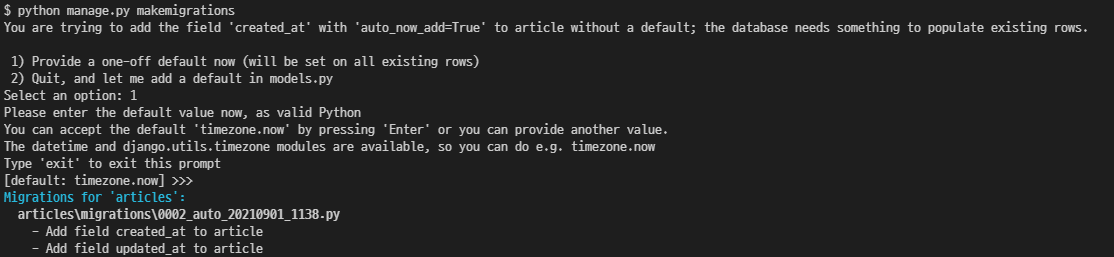 $ python manage.py makemigrations
You are trying to add the field 'created_at' with 'auto_now_add=True' to article without a default; the database needs something to populate existing rows.
1) Provide a one-off default now (will be set on all existing rows)
2) Quit, and let me add a default in models.py
Select an option: 1
Please enter the default value now, as valid Python
You can accept the default 'timezone.now' by pressing 'Enter' or you can provide another value.
The datetime and django.utils.timezone modules are available, so you can do e.g. timezone.now
Type 'exit' to exit this prompt
[default: timezone.now] >>>
Migrations for 'articles':
articles\migrations\0002_auto_20210901_1138.py
- Add field created_at to article
- Add field updated_at to article